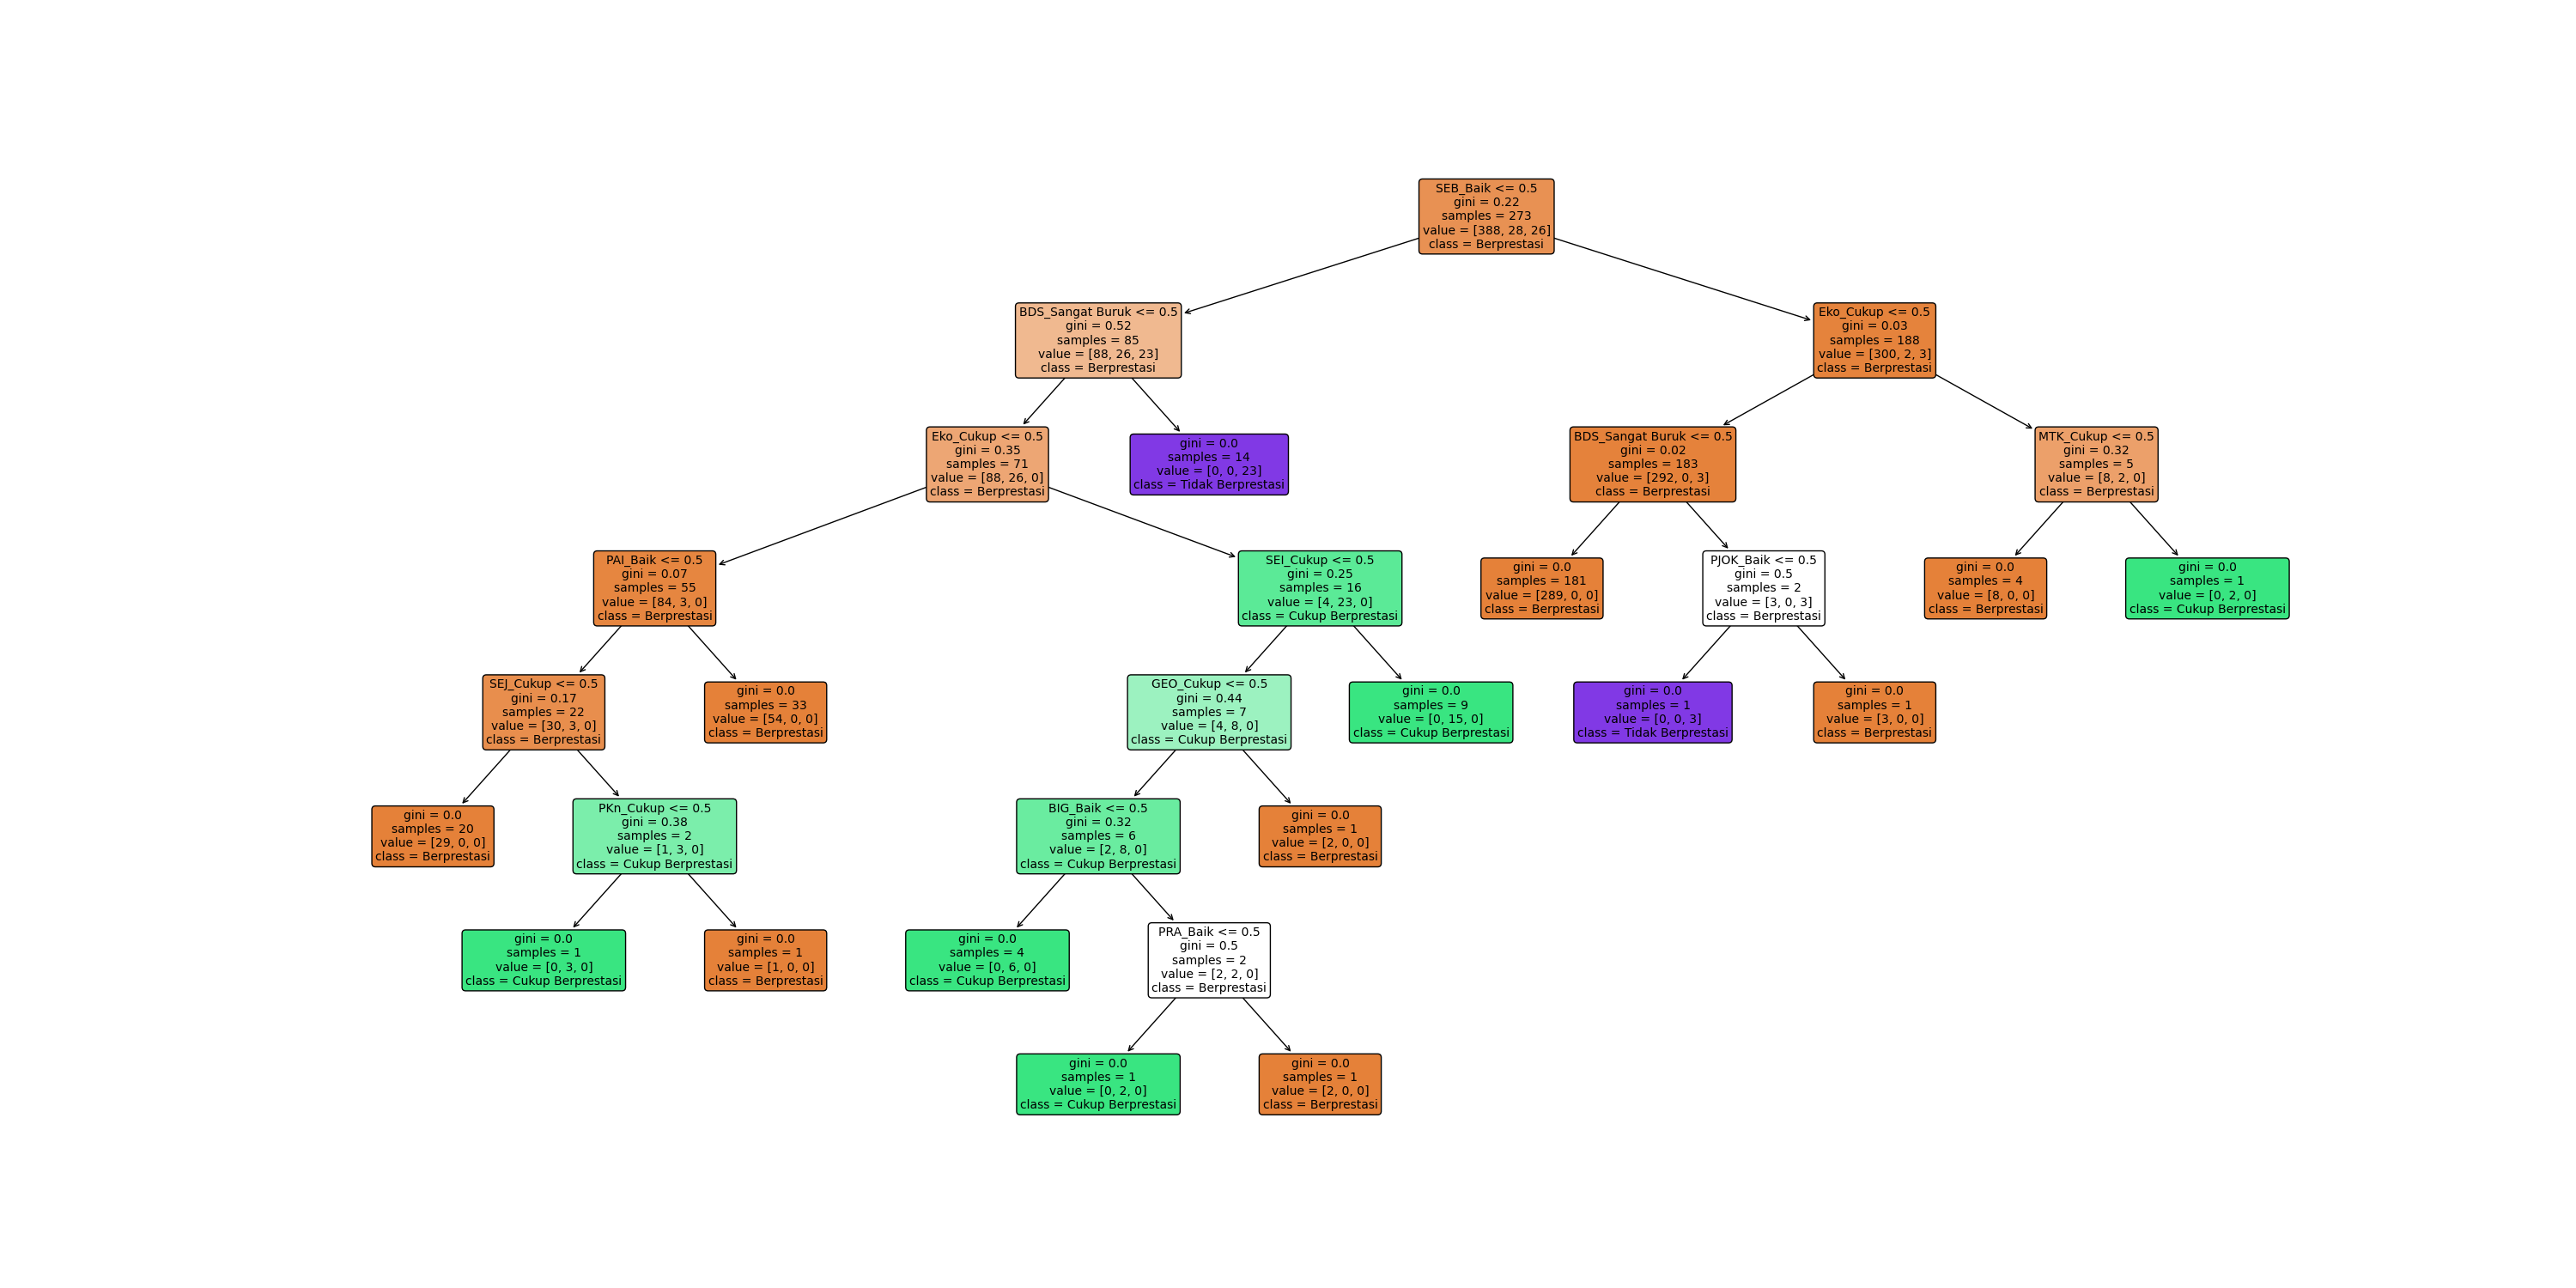 SEB_Baik <= 0.5
gini = 0.22
samples = 273
value = [388, 28, 26]
class = Berprestasi
BDS_Sangat Buruk <= 0.5
gini = 0.52
samples = 85
value = [88, 26, 23]
class = Berprestasi
Eko_Cukup <= 0.5
gini = 0.03
samples = 188
value = [300, 2, 3]
class = Berprestasi
Eko_Cukup <= 0.5
gini = 0.35
samples = 71
value = [88, 26, 0]
class = Berprestasi
gini = 0.0
samples = 14
value = [0, 0, 23]
class = Tidak Berprestasi
BDS_Sangat Buruk <= 0.5
gini = 0.02
samples = 183
value = [292, 0, 3]
class = Berprestasi
MTK_Cukup <= 0.5
gini = 0.32
samples = 5
value = [8, 2, 0]
class = Berprestasi
PAI_Baik <= 0.5
gini = 0.07
samples = 55
value = [84, 3, 0]
class = Berprestasi
SEI_Cukup <= 0.5
gini = 0.25
samples = 16
value = [4, 23, 0]
class = Cukup Berprestasi
gini = 0.0
samples = 181
value = [289, 0, 0]
class = Berprestasi
PJOK_Baik <= 0.5
gini = 0.5
samples = 2
value = [3, 0, 3]
class = Berprestasi
gini = 0.0
samples = 4
value = [8, 0, 0]
class = Berprestasi
gini = 0.0
samples = 1
value = [0, 2, 0]
class = Cukup Berprestasi
SEJ_Cukup <= 0.5
gini = 0.17
samples = 22
value = [30, 3, 0]
class = Berprestasi
gini = 0.0
samples = 33
value = [54, 0, 0]
class = Berprestasi
GEO_Cukup <= 0.5
gini = 0.44
samples = 7
value = [4, 8, 0]
class = Cukup Berprestasi
gini = 0.0
samples = 9
value = [0, 15, 0]
class = Cukup Berprestasi
gini = 0.0
samples = 1
value = [0, 0, 3]
class = Tidak Berprestasi
gini = 0.0
samples = 1
value = [3, 0, 0]
class = Berprestasi
gini = 0.0
samples = 20
value = [29, 0, 0]
class = Berprestasi
PKn_Cukup <= 0.5
gini = 0.38
samples = 2
value = [1, 3, 0]
class = Cukup Berprestasi
BIG_Baik <= 0.5
gini = 0.32
samples = 6
value = [2, 8, 0]
class = Cukup Berprestasi
gini = 0.0
samples = 1
value = [2, 0, 0]
class = Berprestasi
gini = 0.0
samples = 1
value = [0, 3, 0]
class = Cukup Berprestasi
gini = 0.0
samples = 1
value = [1, 0, 0]
class = Berprestasi
gini = 0.0
samples = 4
value = [0, 6, 0]
class = Cukup Berprestasi
PRA_Baik <= 0.5
gini = 0.5
samples = 2
value = [2, 2, 0]
class = Berprestasi
gini = 0.0
samples = 1
value = [0, 2, 0]
class = Cukup Berprestasi
gini = 0.0
samples = 1
value = [2, 0, 0]
class = Berprestasi